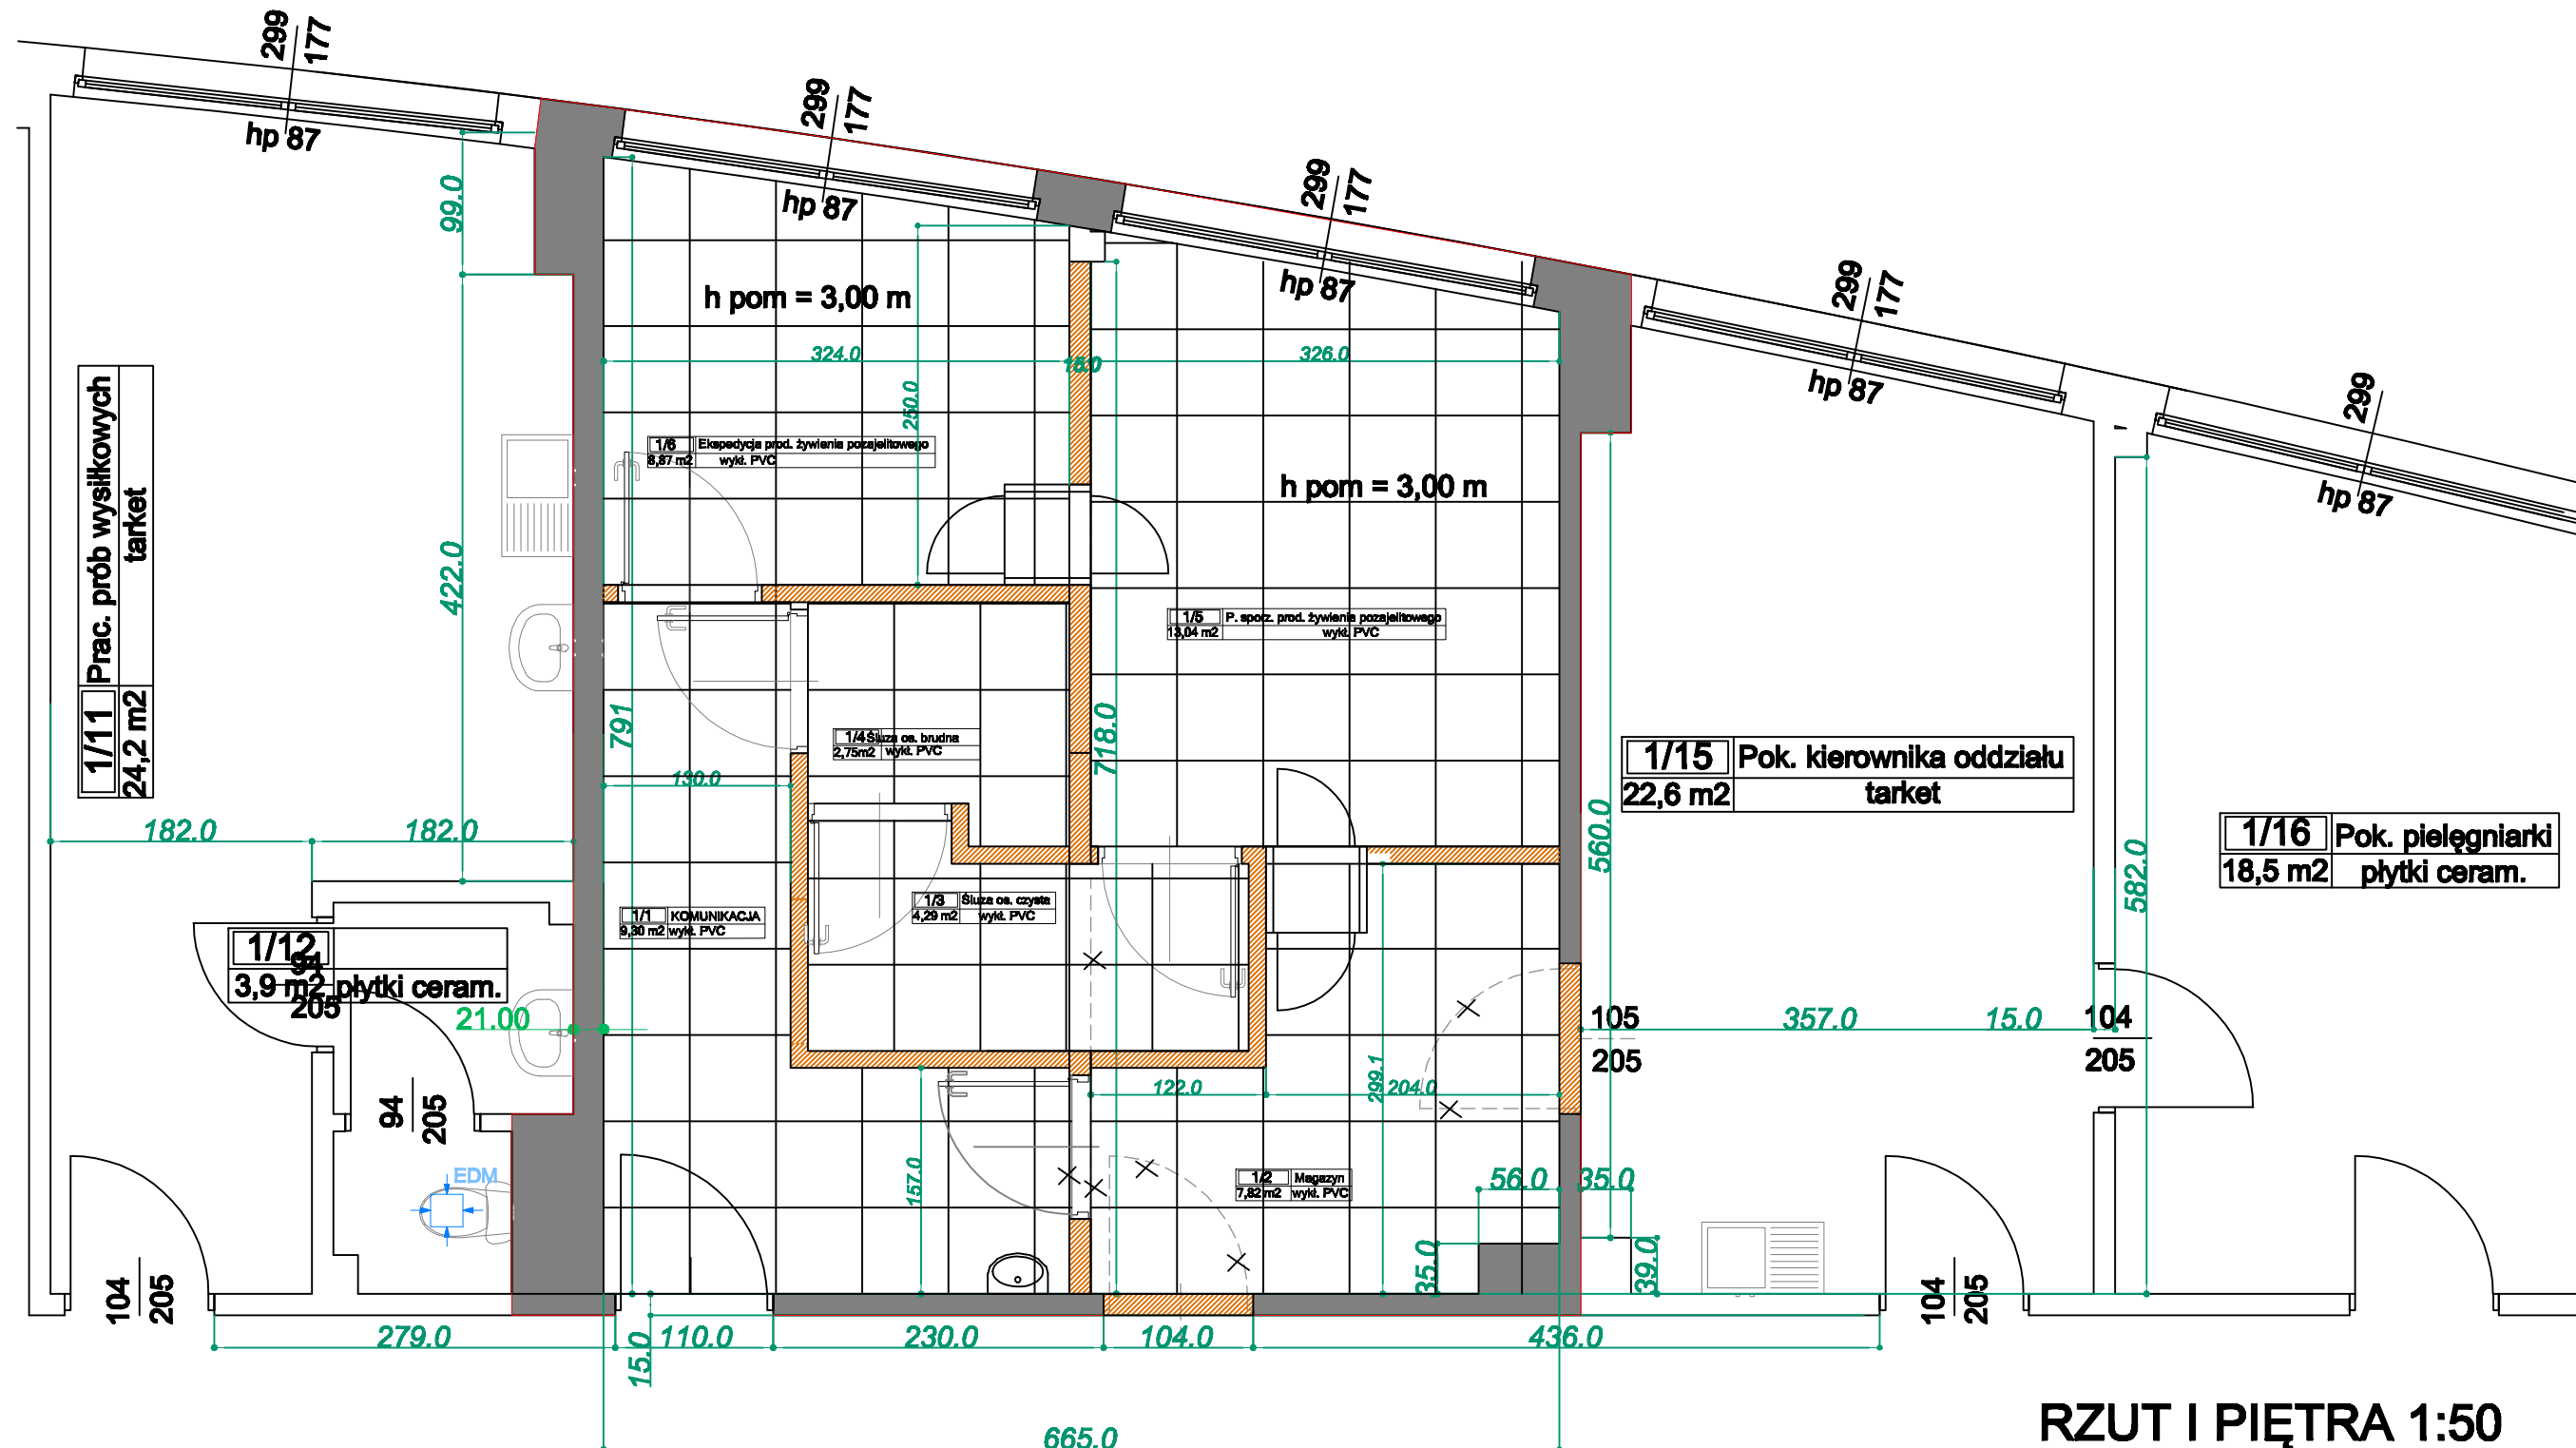 299
177
hp 87
299
177
hp 87
299
177
hp 87
299
177
hp 87
299
hp 87
99.0
h pom = 3,00 m
324.0
15.0
326.0
250.0
1/6 Ekspedycja prod. żywienia pozajelitowego
8,87 m2 wykł. PVC
h pom = 3,00 m
1/11 Prac. prób wysiłkowych
24,2 m2 tarket
422.0
1/5 P. sporz. prod. żywienia pozajelitowego
13,04 m2 wykł. PVC
791
718.0
1/4 Śluza os. brudna
2,75m2 wykł. PVC
130.0
1/15 Pok. kierownika oddziału
22,6 m2 tarket
182.0
182.0
560.0
582.0
1/16 Pok. pielęgniarki
18,5 m2 płytki ceram.
1/3 Śluza os. czysta
4,29 m2 wykł. PVC
1/1 KOMUNIKACJA
9,30 m2 wykł. PVC
1/12
94
3,9 m2 płytki ceram.
205
21.00
105
205
357.0
15.0
104
205
94
205
122.0
299.1
204.0
EDM
157.0
1/2 Magazyn
7,82 m2 wykł. PVC
56.0
35.0
35.0
39.0
104
205
104
205
279.0
15.0
110.0
230.0
104.0
436.0
665.0
RZUT I PIĘTRA 1:50